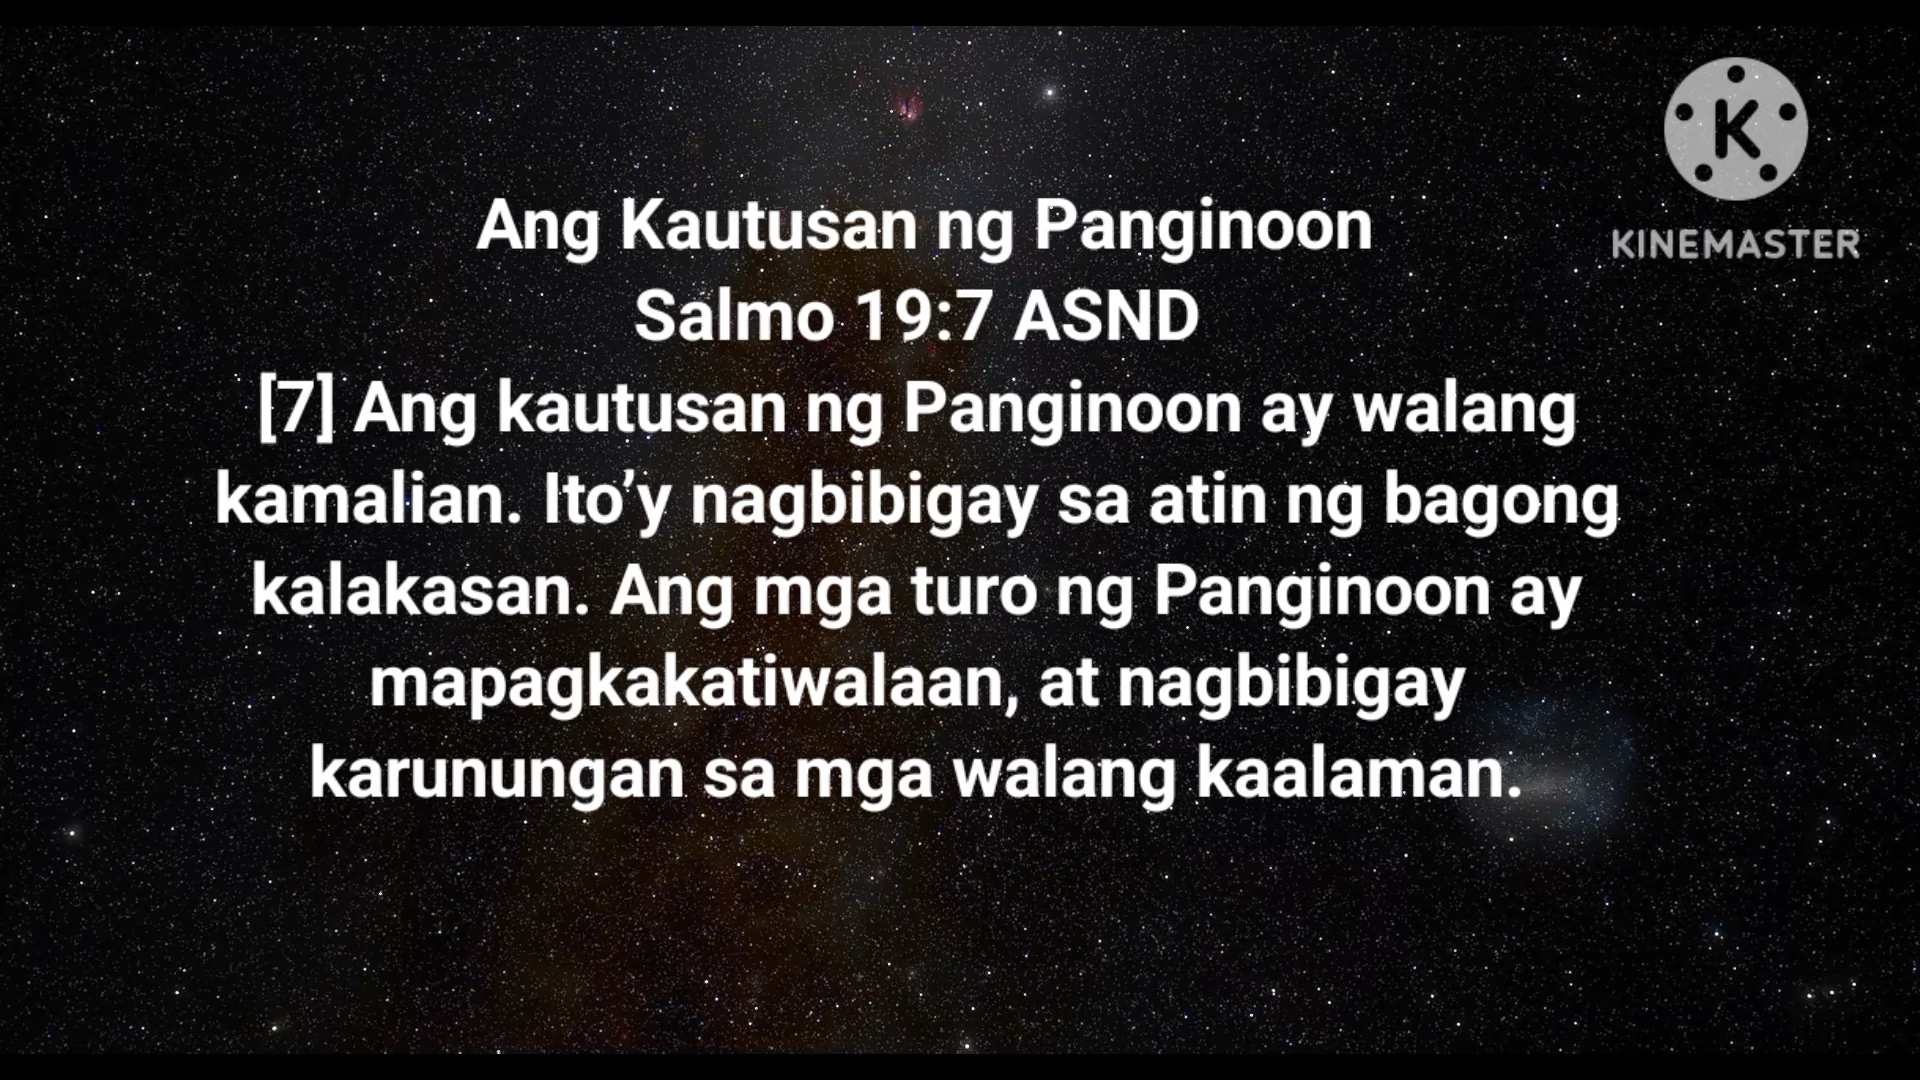 Ang Kautusan ng Panginoon
Salmo 19:7 ASND
[7] Ang kautusan ng Panginoon ay walang
kamalian. Ito’y nagbibigay sa atin ng bagong
kalakasan. Ang mga turo ng Panginoon ay
mapagkakatiwalaan, at nagbibigay
karunungan sa mga walang kaalaman.
K
KINEMASTER